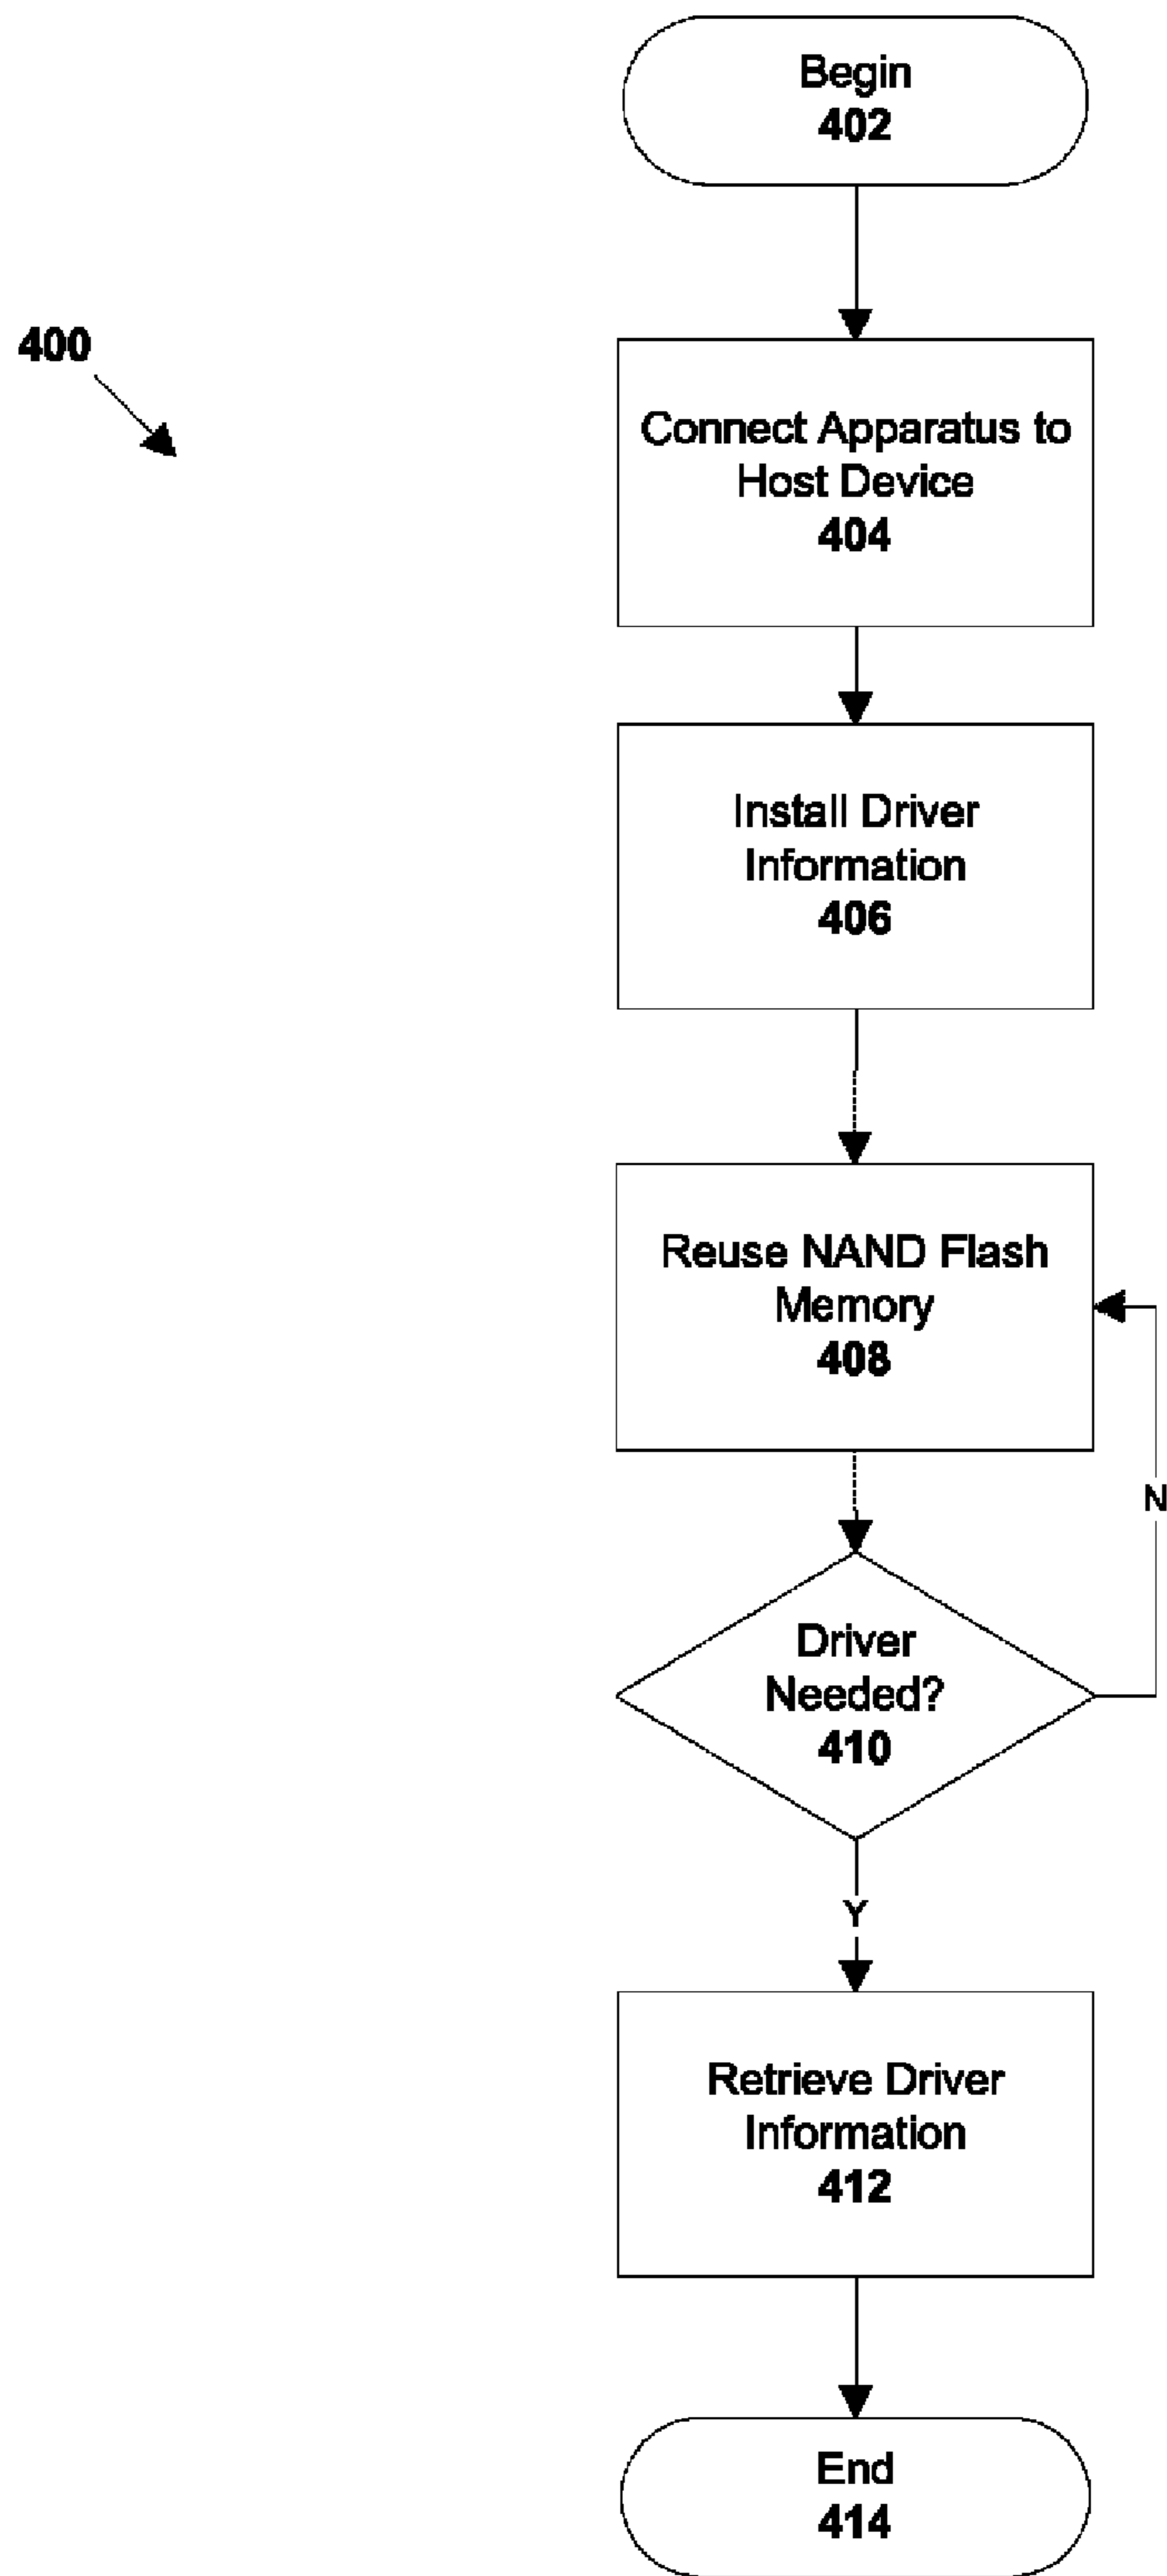 Begin
402
400
Connect Apparatus to
Host Device
404
Install Driver
Information
406
Reuse NAND Flash
Memory
408
N
Driver
Needed?
410
Y
Retrieve Driver
Information
412
End
414